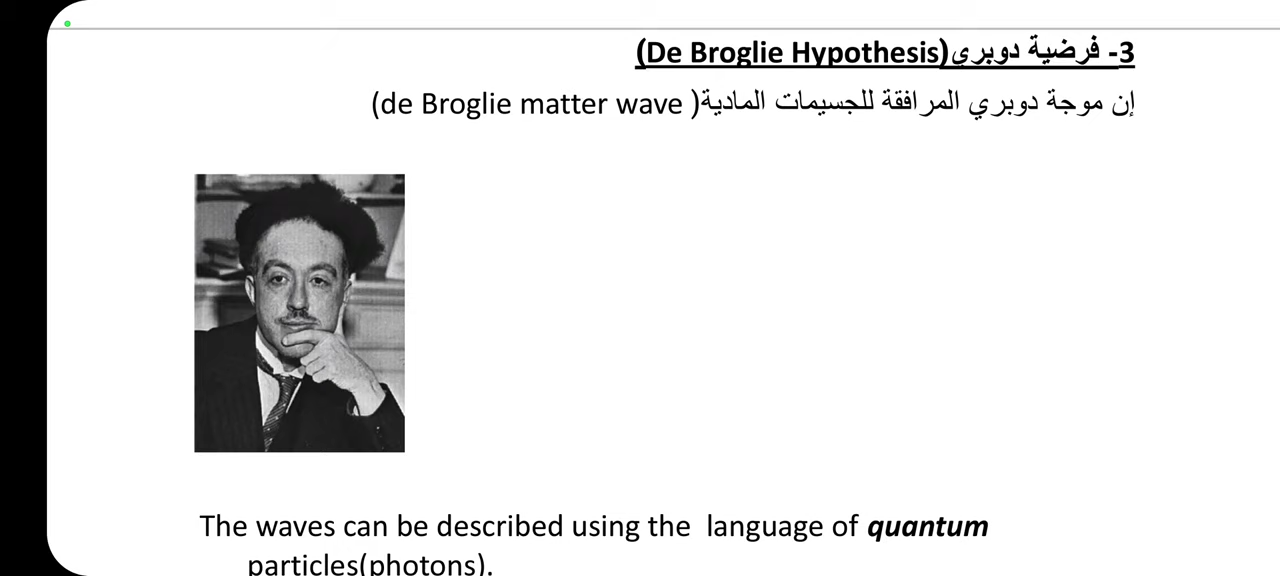 3- فرضية دوبري(De Broglie Hypothesis)
إن موجة دوبري المرافقة للجسيمات المادية( de Broglie matter wave)
The waves can be described using the language of quantum
particles(photons).